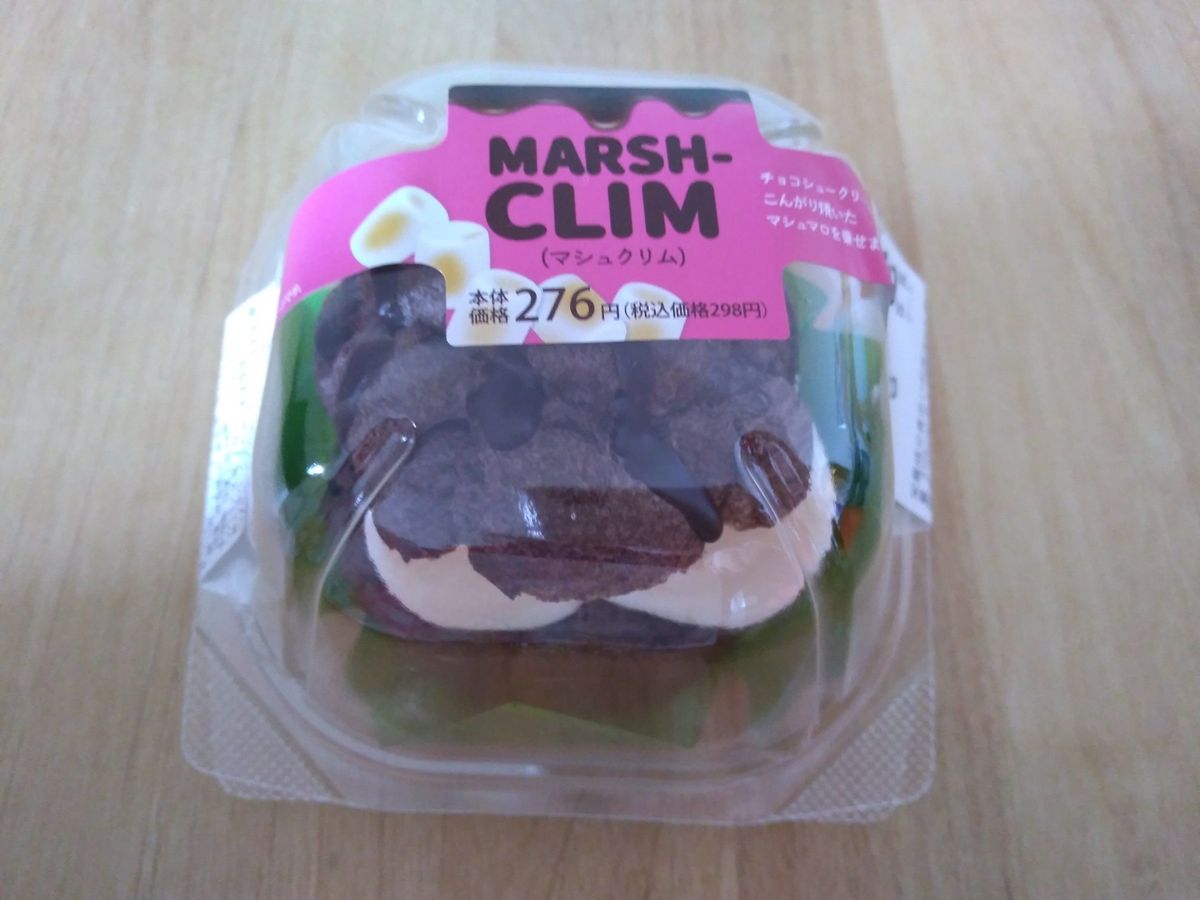 MARSH-
CLIM
(マシュクリム)
チョコシュークリ
こんがり焼いた
マシュマロを乗せま
本体
価格 276円(税込価格298円)